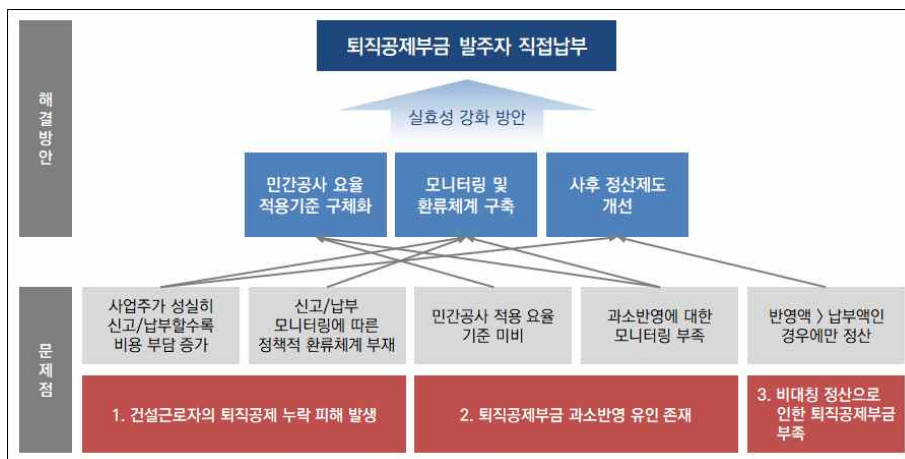 해결방안
퇴직공제부금 발주자 직접납부
실효성 강화 방안
민간공사 요율
적용기준 구체화
모니터링 및
환류체계 구축
사후 정산제도
개선
문제점
사업주가 성실히
신고/납부할수록
비용 부담 증가
신고/납부
모니터링에 따른
정책적 환류체계 부재
민간공사 적용 요율
기준 미비
과소반영에 대한
모니터링 부족
반영액 > 납부액인
경우에만 정산
1. 건설근로자의 퇴직공제 누락 피해 발생
2. 퇴직공제부금 과소반영 유인 존재
3. 비대칭 정산으로
인한 퇴직공제부금
부족